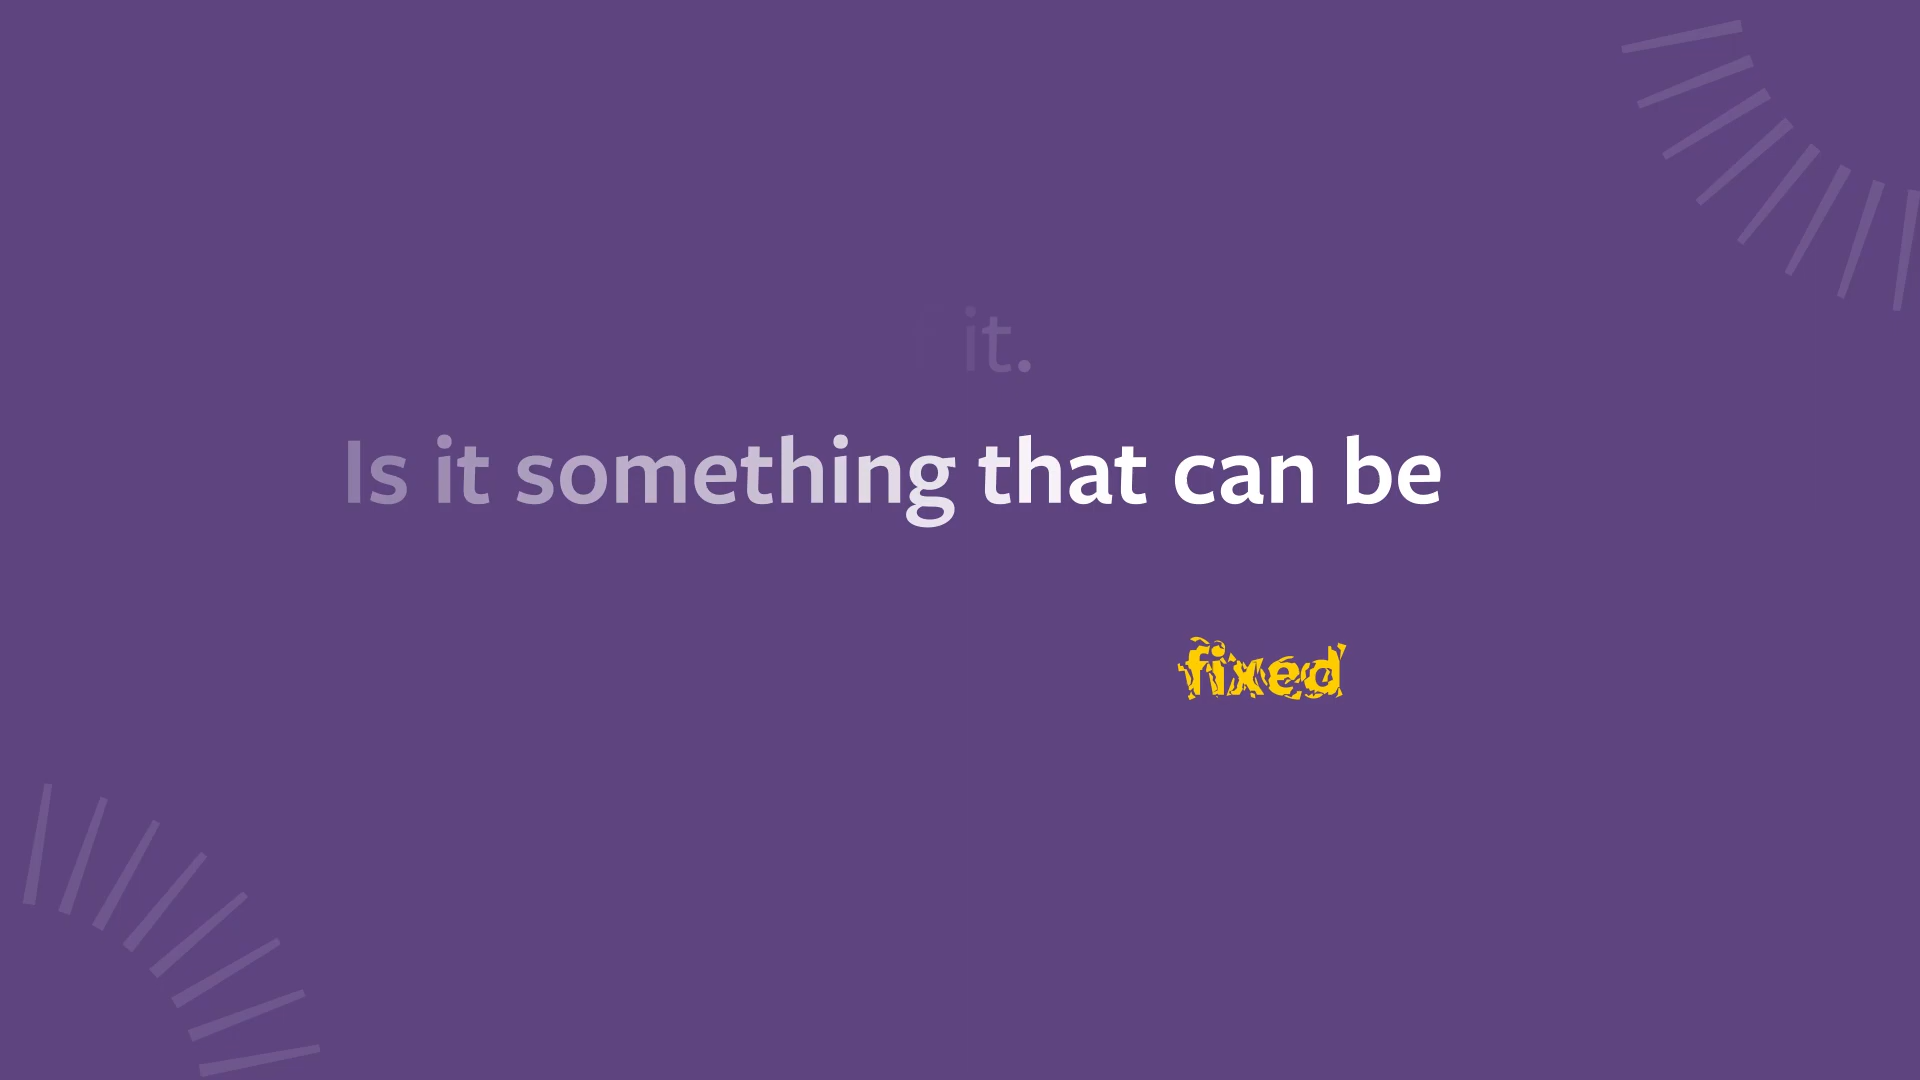 it.
Is it something that can be
fixed